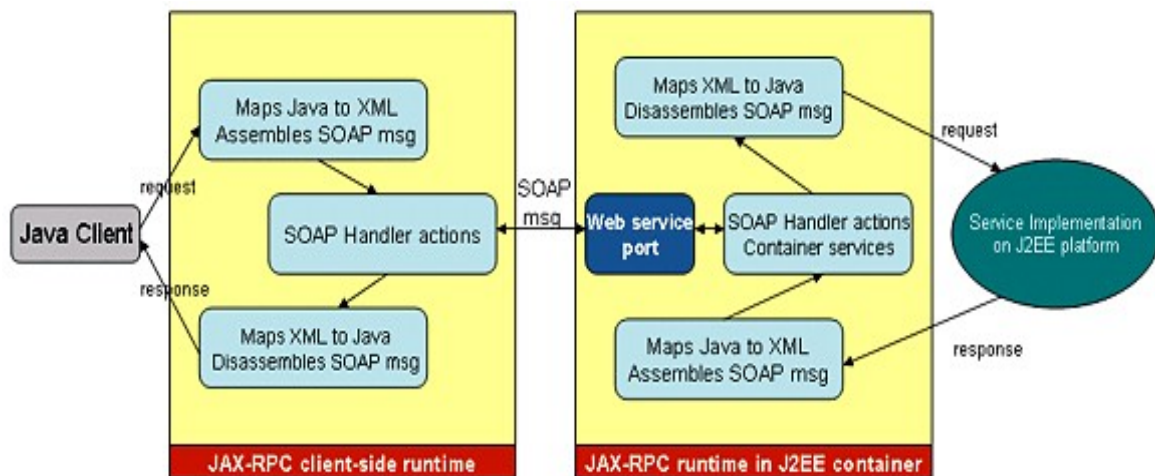 Java Client
request
response
Maps Java to XML
Assembles SOAP msg
SOAP Handler actions
Maps XML to Java
Disassembles SOAP msg
JAX-RPC client-side runtime
SOAP
msg
Web service
port
Maps XML to Java
Disassembles SOAP msg
SOAP Handler actions
Container services
Maps Java to XML
Assembles SOAP msg
JAX-RPC runtime in J2EE container
request
Service Implementation
on J2EE platform
response